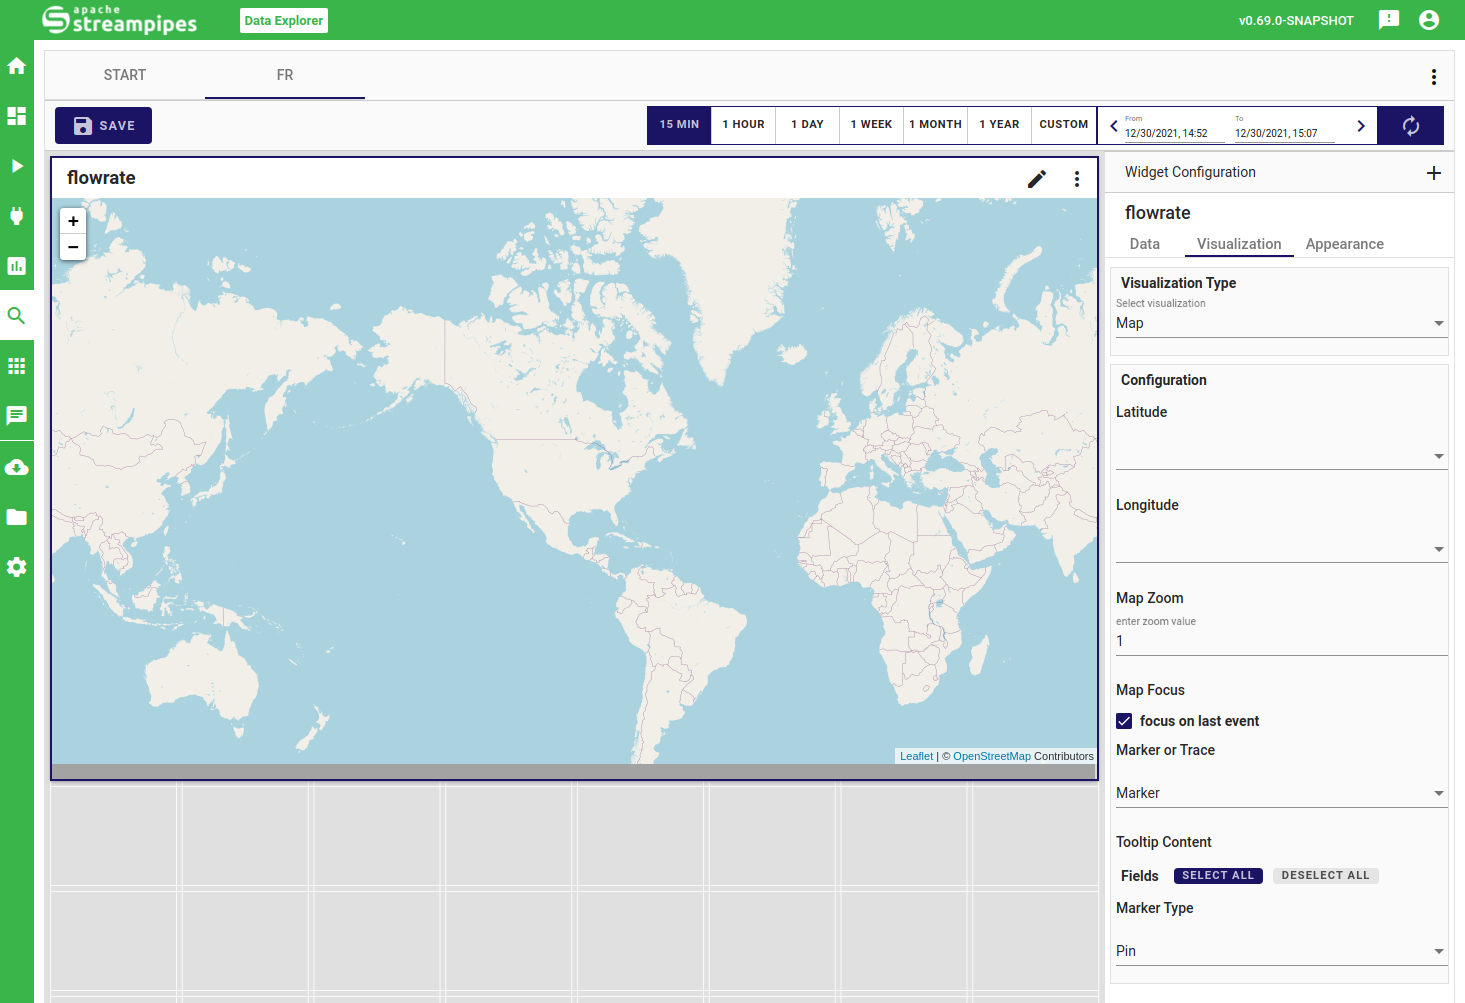 apache
streampipes
Data Explorer
v0.69.0-SNAPSHOT
START
FR
SAVE
15 MIN
1 HOUR
1 DAY
1 WEEK
1 MONTH
1 YEAR
CUSTOM
From
12/30/2021, 14:52
To
12/30/2021, 15:07
flowrate
+
−
Leaflet | © OpenStreetMap Contributors
Widget Configuration
flowrate
Data
Visualization
Appearance
Visualization Type
Select visualization
Map
Configuration
Latitude
Longitude
Map Zoom
enter zoom value
1
Map Focus
focus on last event
Marker or Trace
Marker
Tooltip Content
Fields
SELECT ALL
DESELECT ALL
Marker Type
Pin